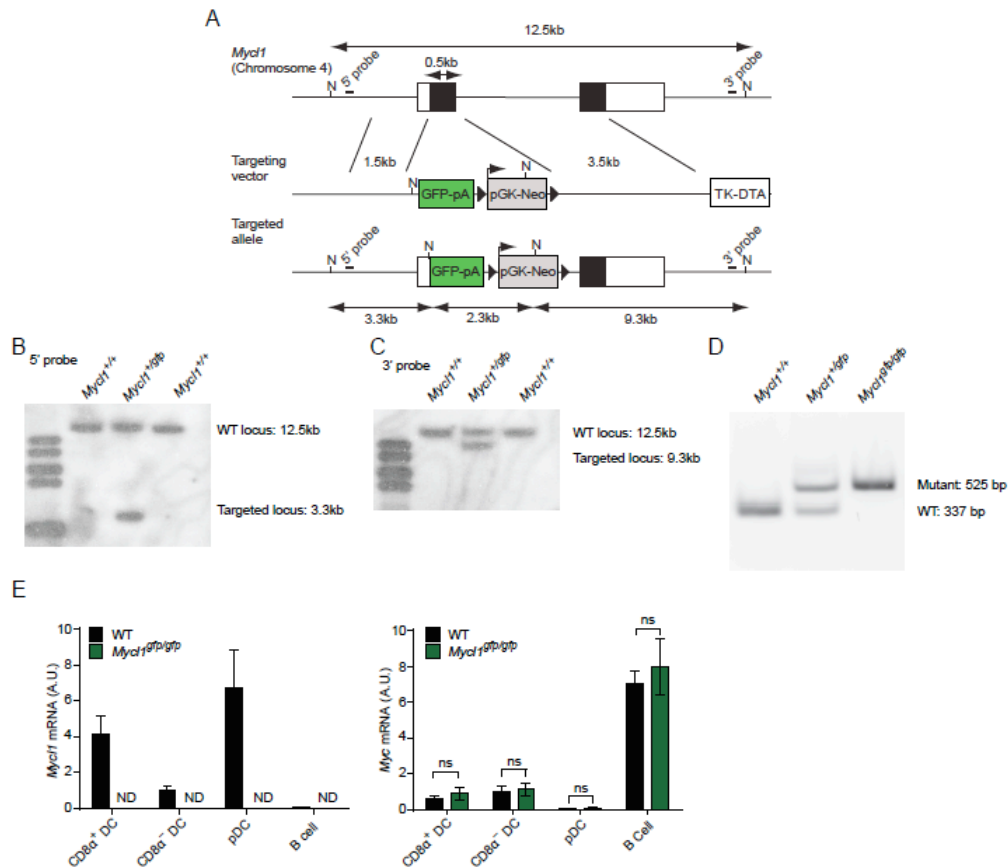 A
12.5kb
Mycl1
(Chromosome 4)
N
5' probe
0.5kb
3' probe
N
1.5kb
3.5kb
Targeting
vector
N
GFP-pA
pGK-Neo
N
TK-DTA
Targeted
allele
N
5' probe
N
GFP-pA
pGK-Neo
N
3' probe
N
3.3kb
2.3kb
9.3kb
B
5' probe
Mycl1+/+
Mycl1+/gfp
Mycl1+/+
WT locus: 12.5kb
Targeted locus: 3.3kb
C
3' probe
Mycl1+/+
Mycl1+/gfp
Mycl1+/+
WT locus: 12.5kb
Targeted locus: 9.3kb
D
Mycl1+/+
Mycl1+/gfp
Mycl1gfp/gfp
Mutant: 525 bp
WT: 337 bp
E
Mycl1 mRNA (A.U.)
10
8
6
4
2
0
WT
Mycl1gfp/gfp
ND
ND
ND
ND
CD8α+ DC
CD8α− DC
pDC
B cell
Myc mRNA (A.U.)
10
8
6
4
2
0
WT
Mycl1gfp/gfp
ns
ns
ns
ns
CD8α+ DC
CD8α− DC
pDC
B Cell